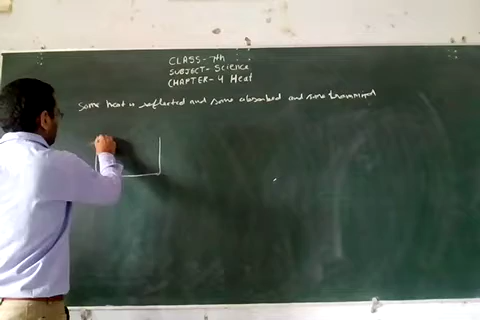 CLASS- 7th
SUBJECT- Science
CHAPTER- 4 Heat
Some heat is reflected and some absorbed and some transmitted